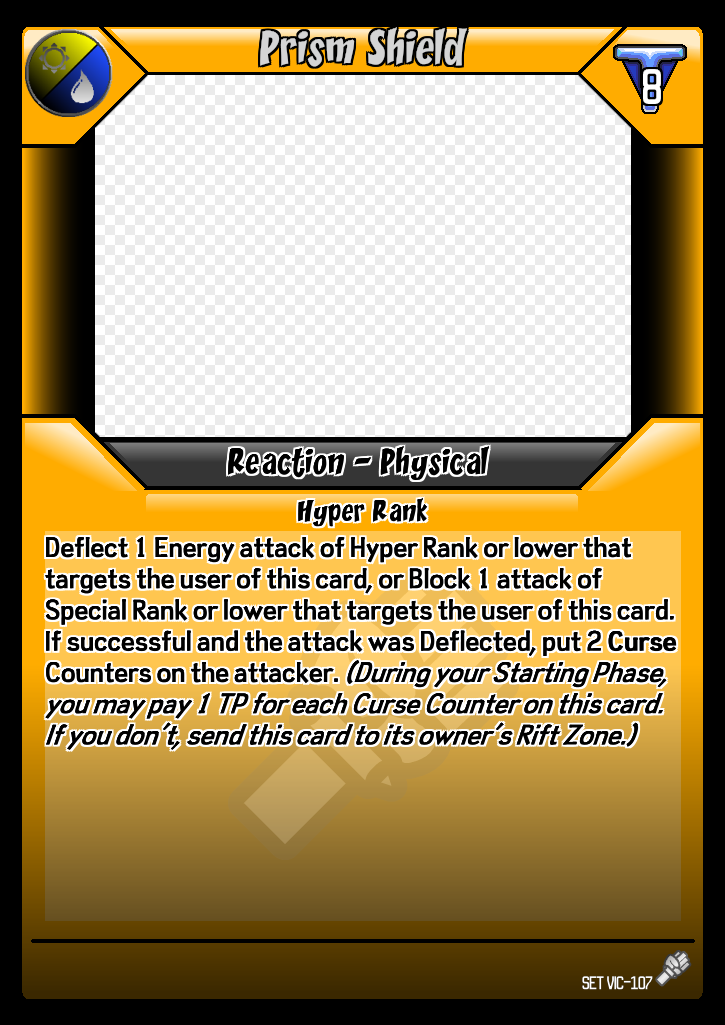 Prism Shield
8
Reaction - Physical
Hyper Rank
Deflect 1 Energy attack of Hyper Rank or lower that
targets the user of this card, or Block 1 attack of
Special Rank or lower that targets the user of this card.
If successful and the attack was Deflected, put 2 Curse
Counters on the attacker. (During your Starting Phase,
you may pay 1 TP for each Curse Counter on this card.
If you don't, send this card to its owner's Rift Zone.)
SET VIC-107